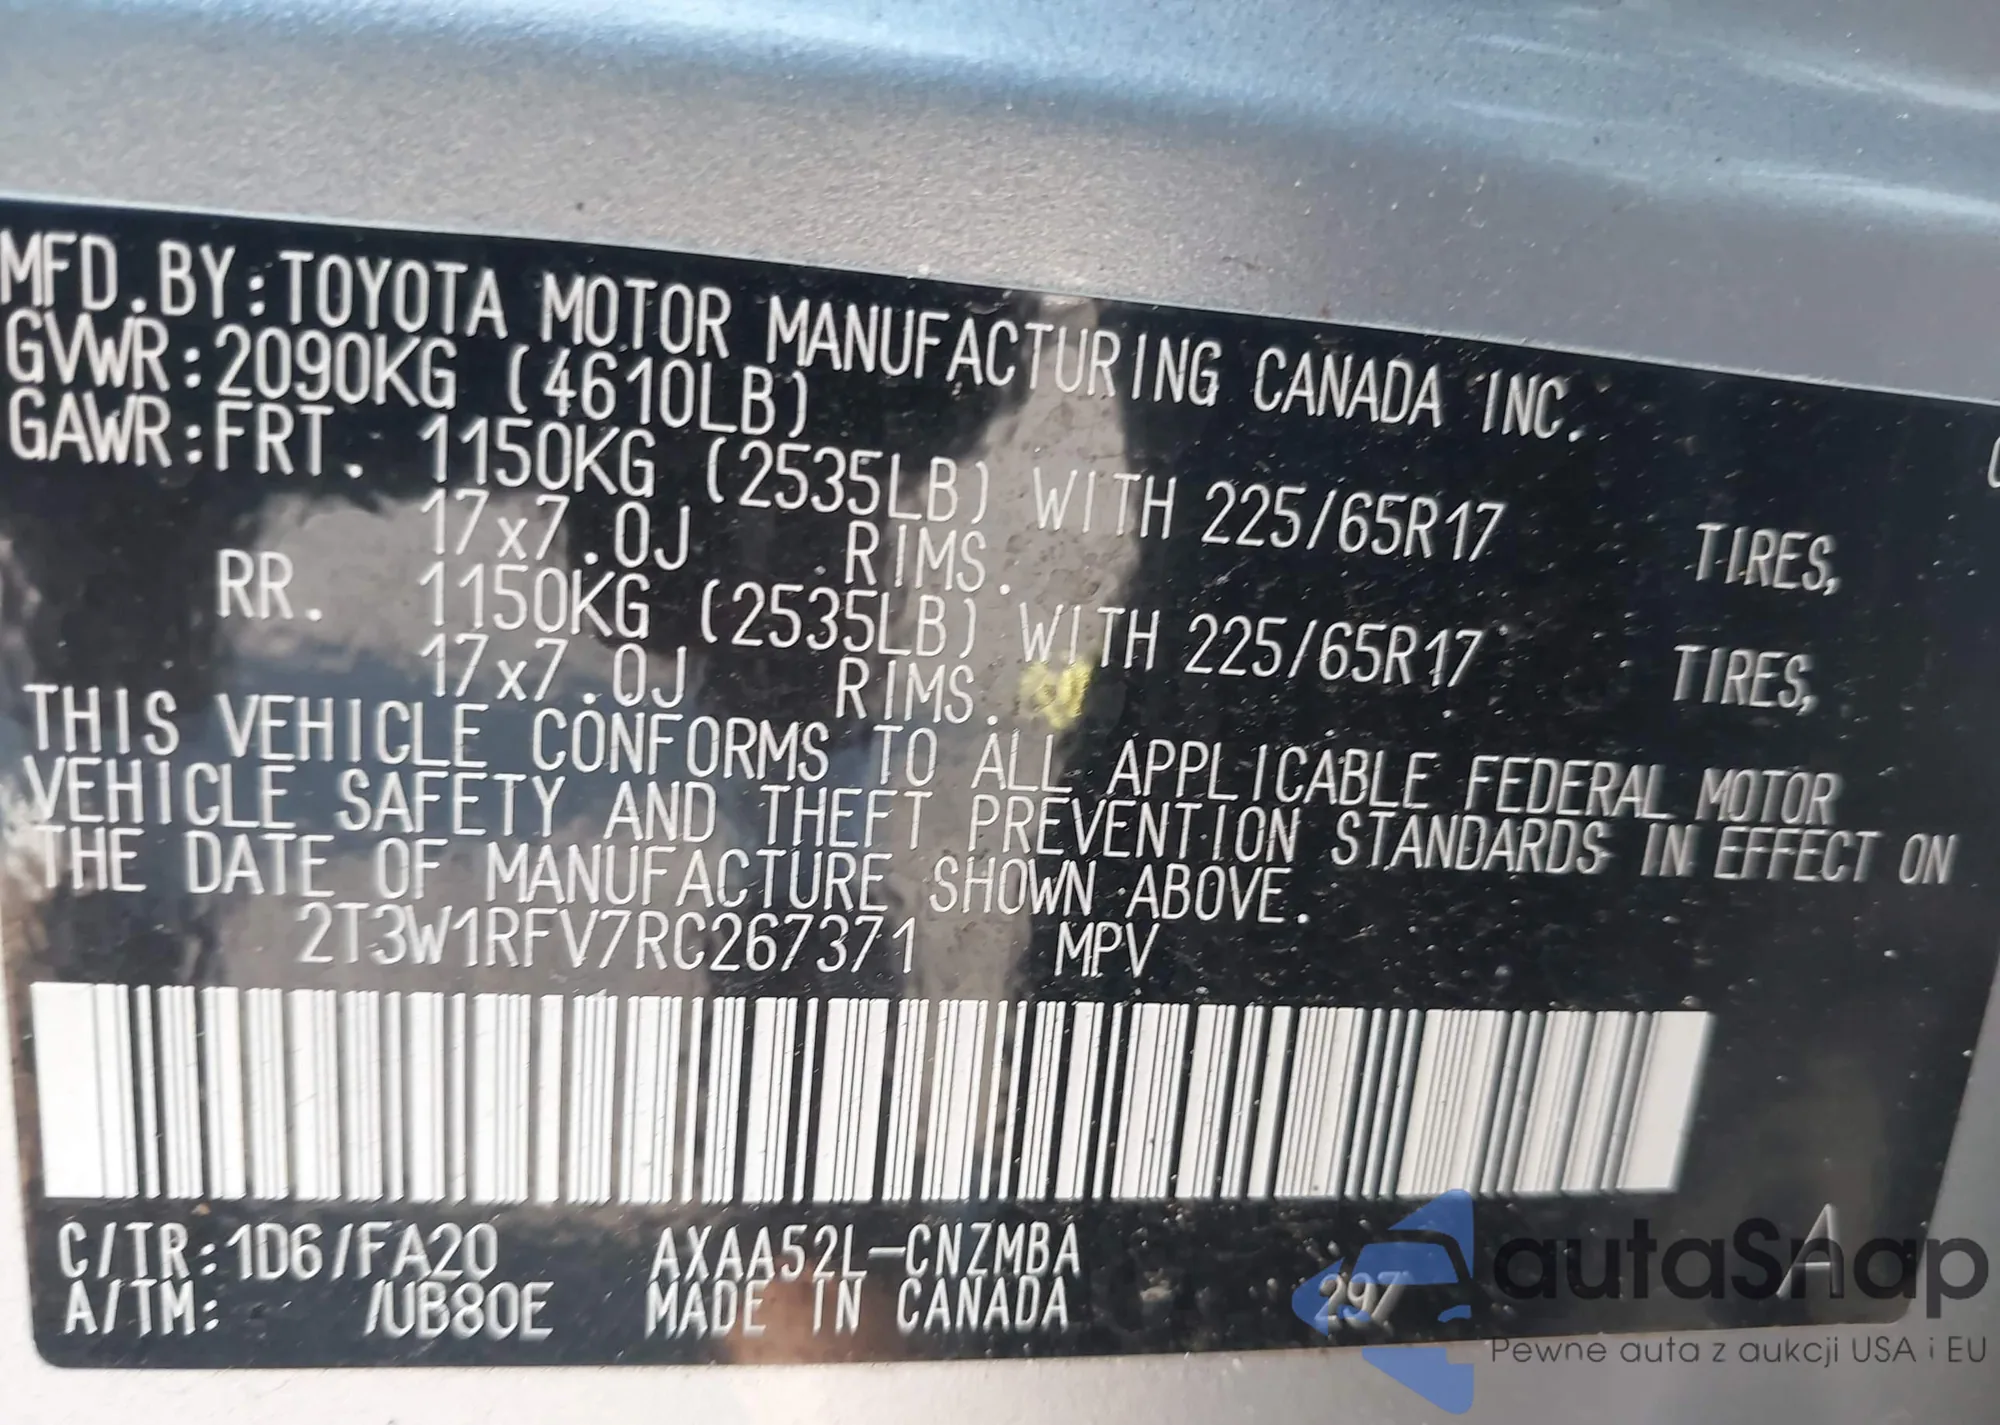 MFD.BY:TOYOTA MOTOR MANUFACTURING CANADA INC.
GVWR:2090KG (4610LB)
GAWR:FRT. 1150KG (2535LB) WITH 225/65R17 TIRES,
17x7.0J RIMS.
RR. 1150KG (2535LB) WITH 225/65R17 TIRES,
17x7.0J RIMS.
THIS VEHICLE CONFORMS TO ALL APPLICABLE FEDERAL MOTOR
VEHICLE SAFETY AND THEFT PREVENTION STANDARDS IN EFFECT ON
THE DATE OF MANUFACTURE SHOWN ABOVE.
2T3W1RFV7RC267371 MPV
C/TR:1D6/FA20 AXAA52L-CNZMBA A
A/TM: /UB80E MADE IN CANADA 297
autaSnap
Pewne auta z aukcji USA i EU